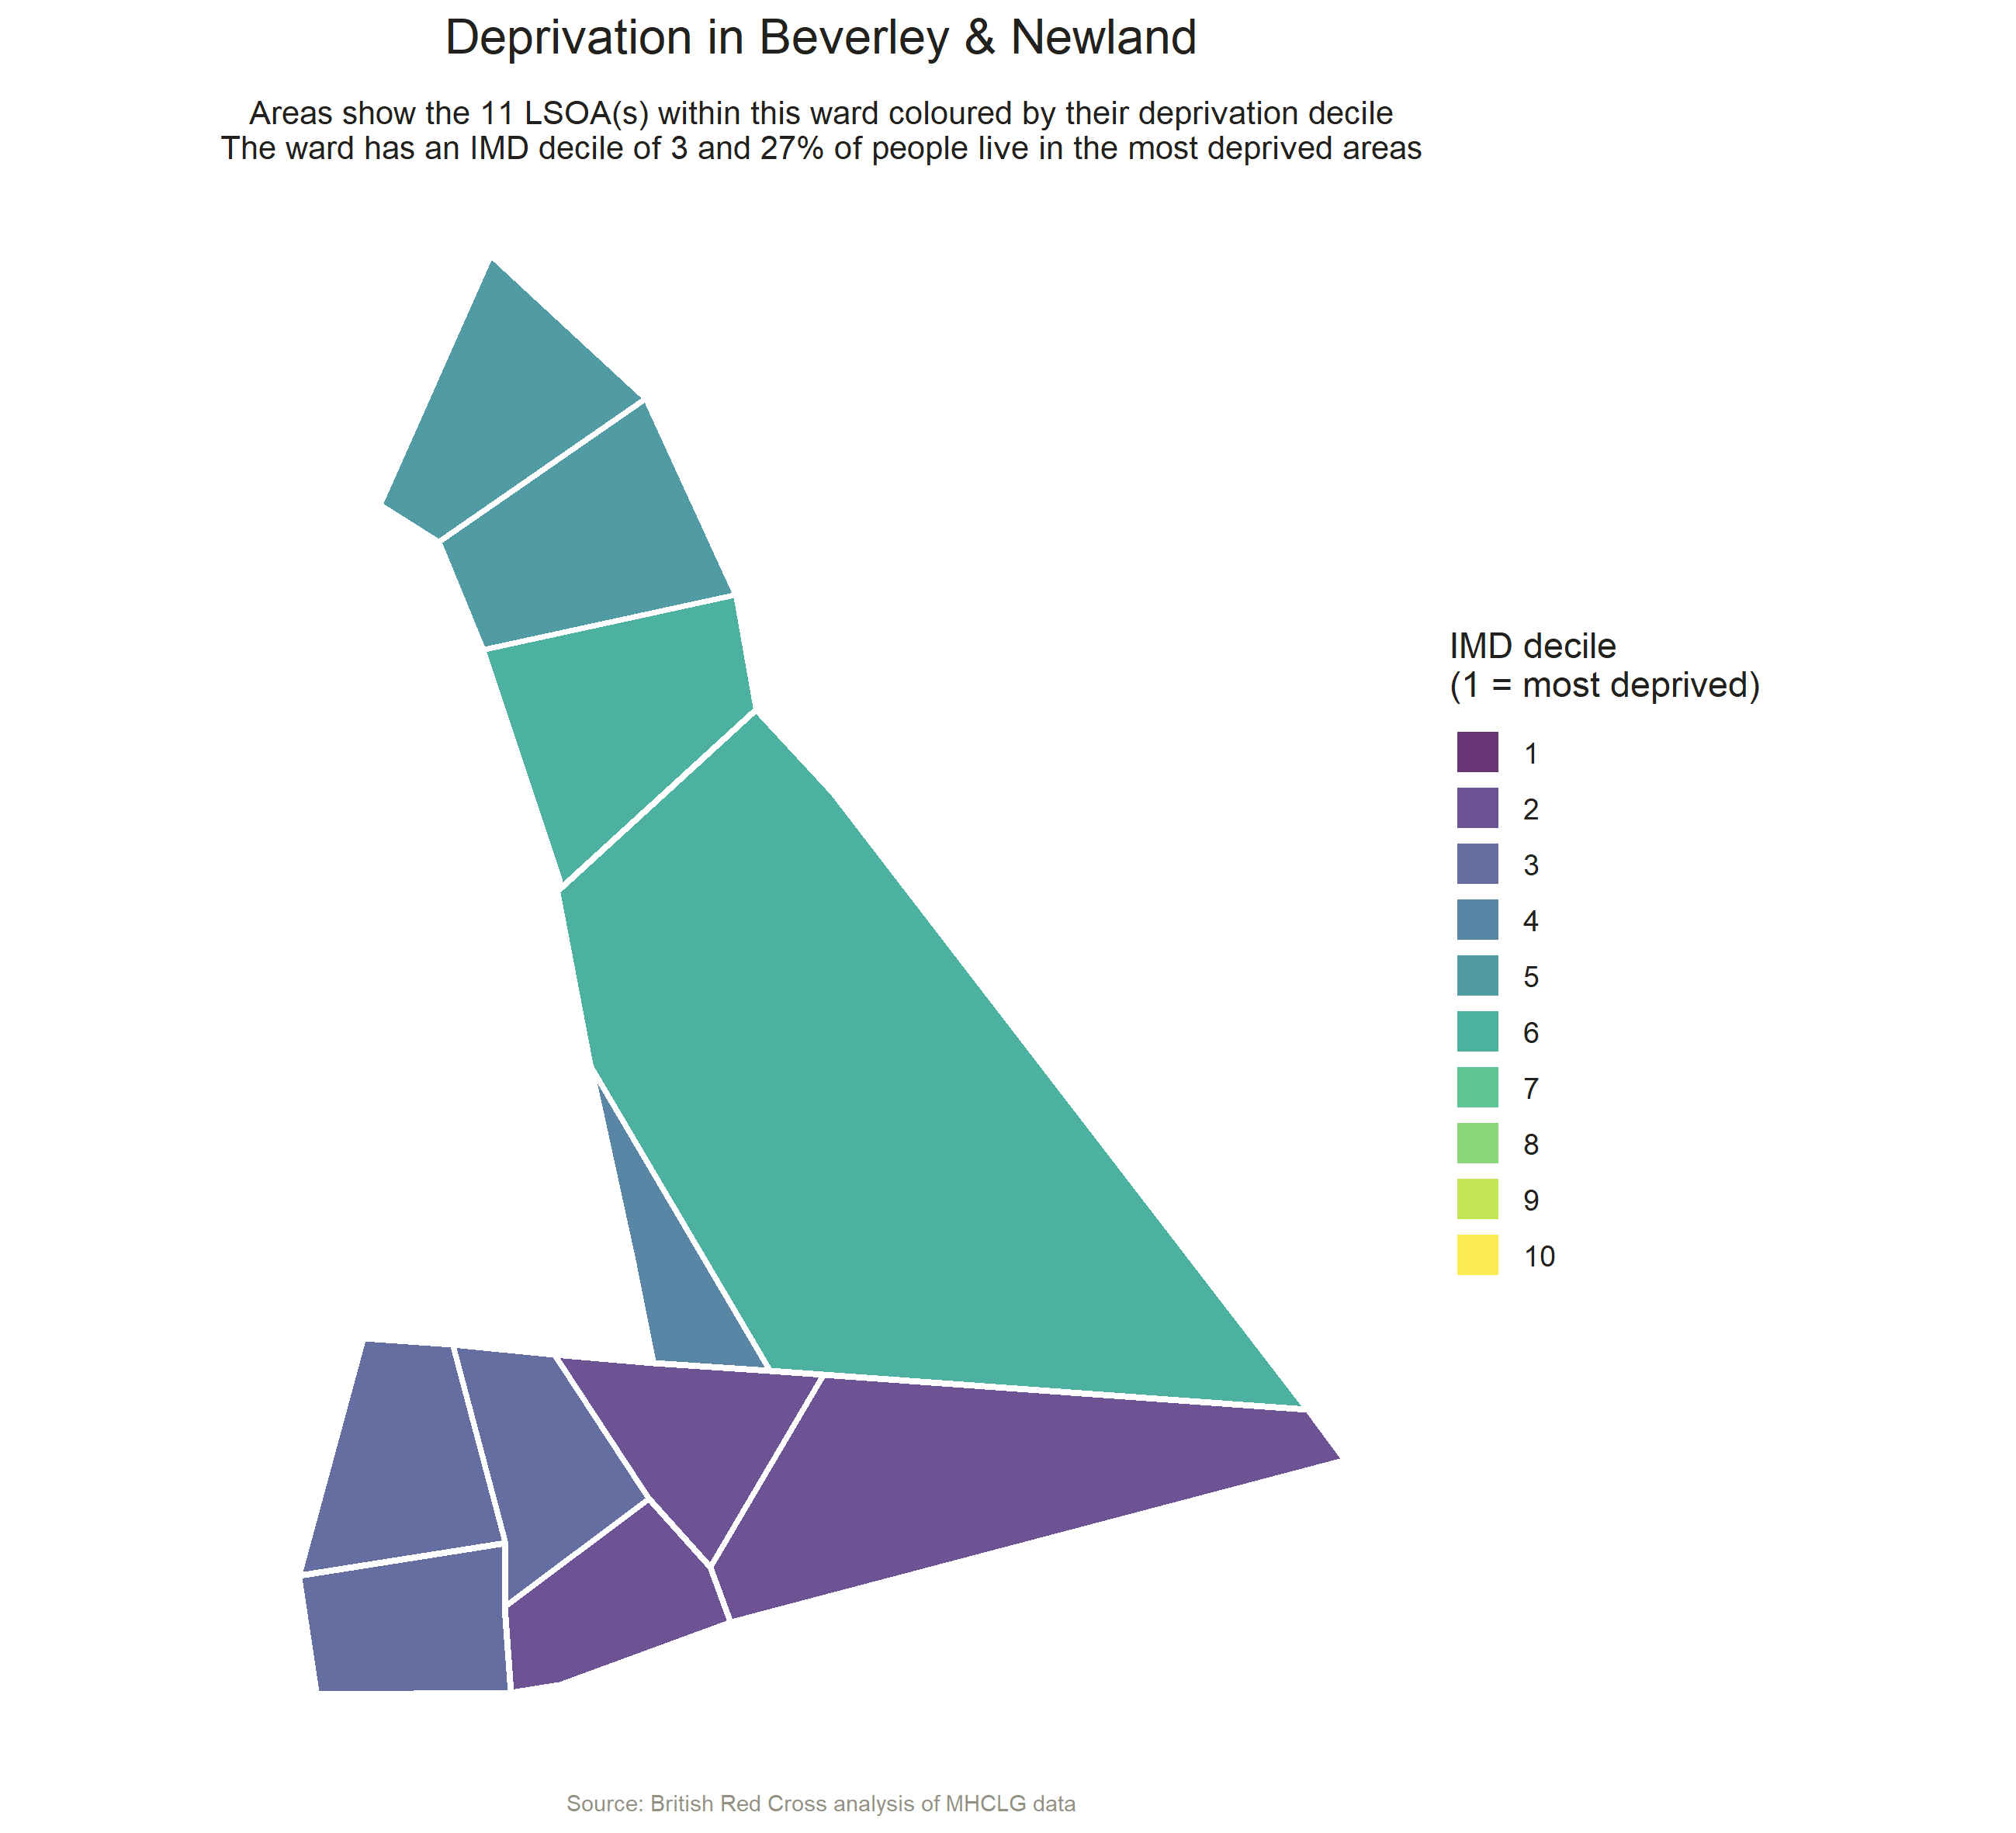 Deprivation in Beverley & Newland
Areas show the 11 LSOA(s) within this ward coloured by their deprivation decile
The ward has an IMD decile of 3 and 27% of people live in the most deprived areas
IMD decile
(1 = most deprived)
1
2
3
4
5
6
7
8
9
10
Source: British Red Cross analysis of MHCLG data